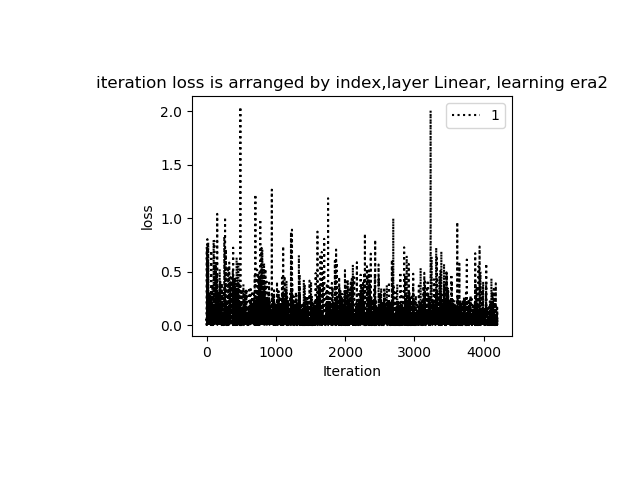 iteration loss is arranged by index,layer Linear, learning era2
1
2.0
1.5
1.0
0.5
0.0
loss
0 1000 2000 3000 4000
Iteration